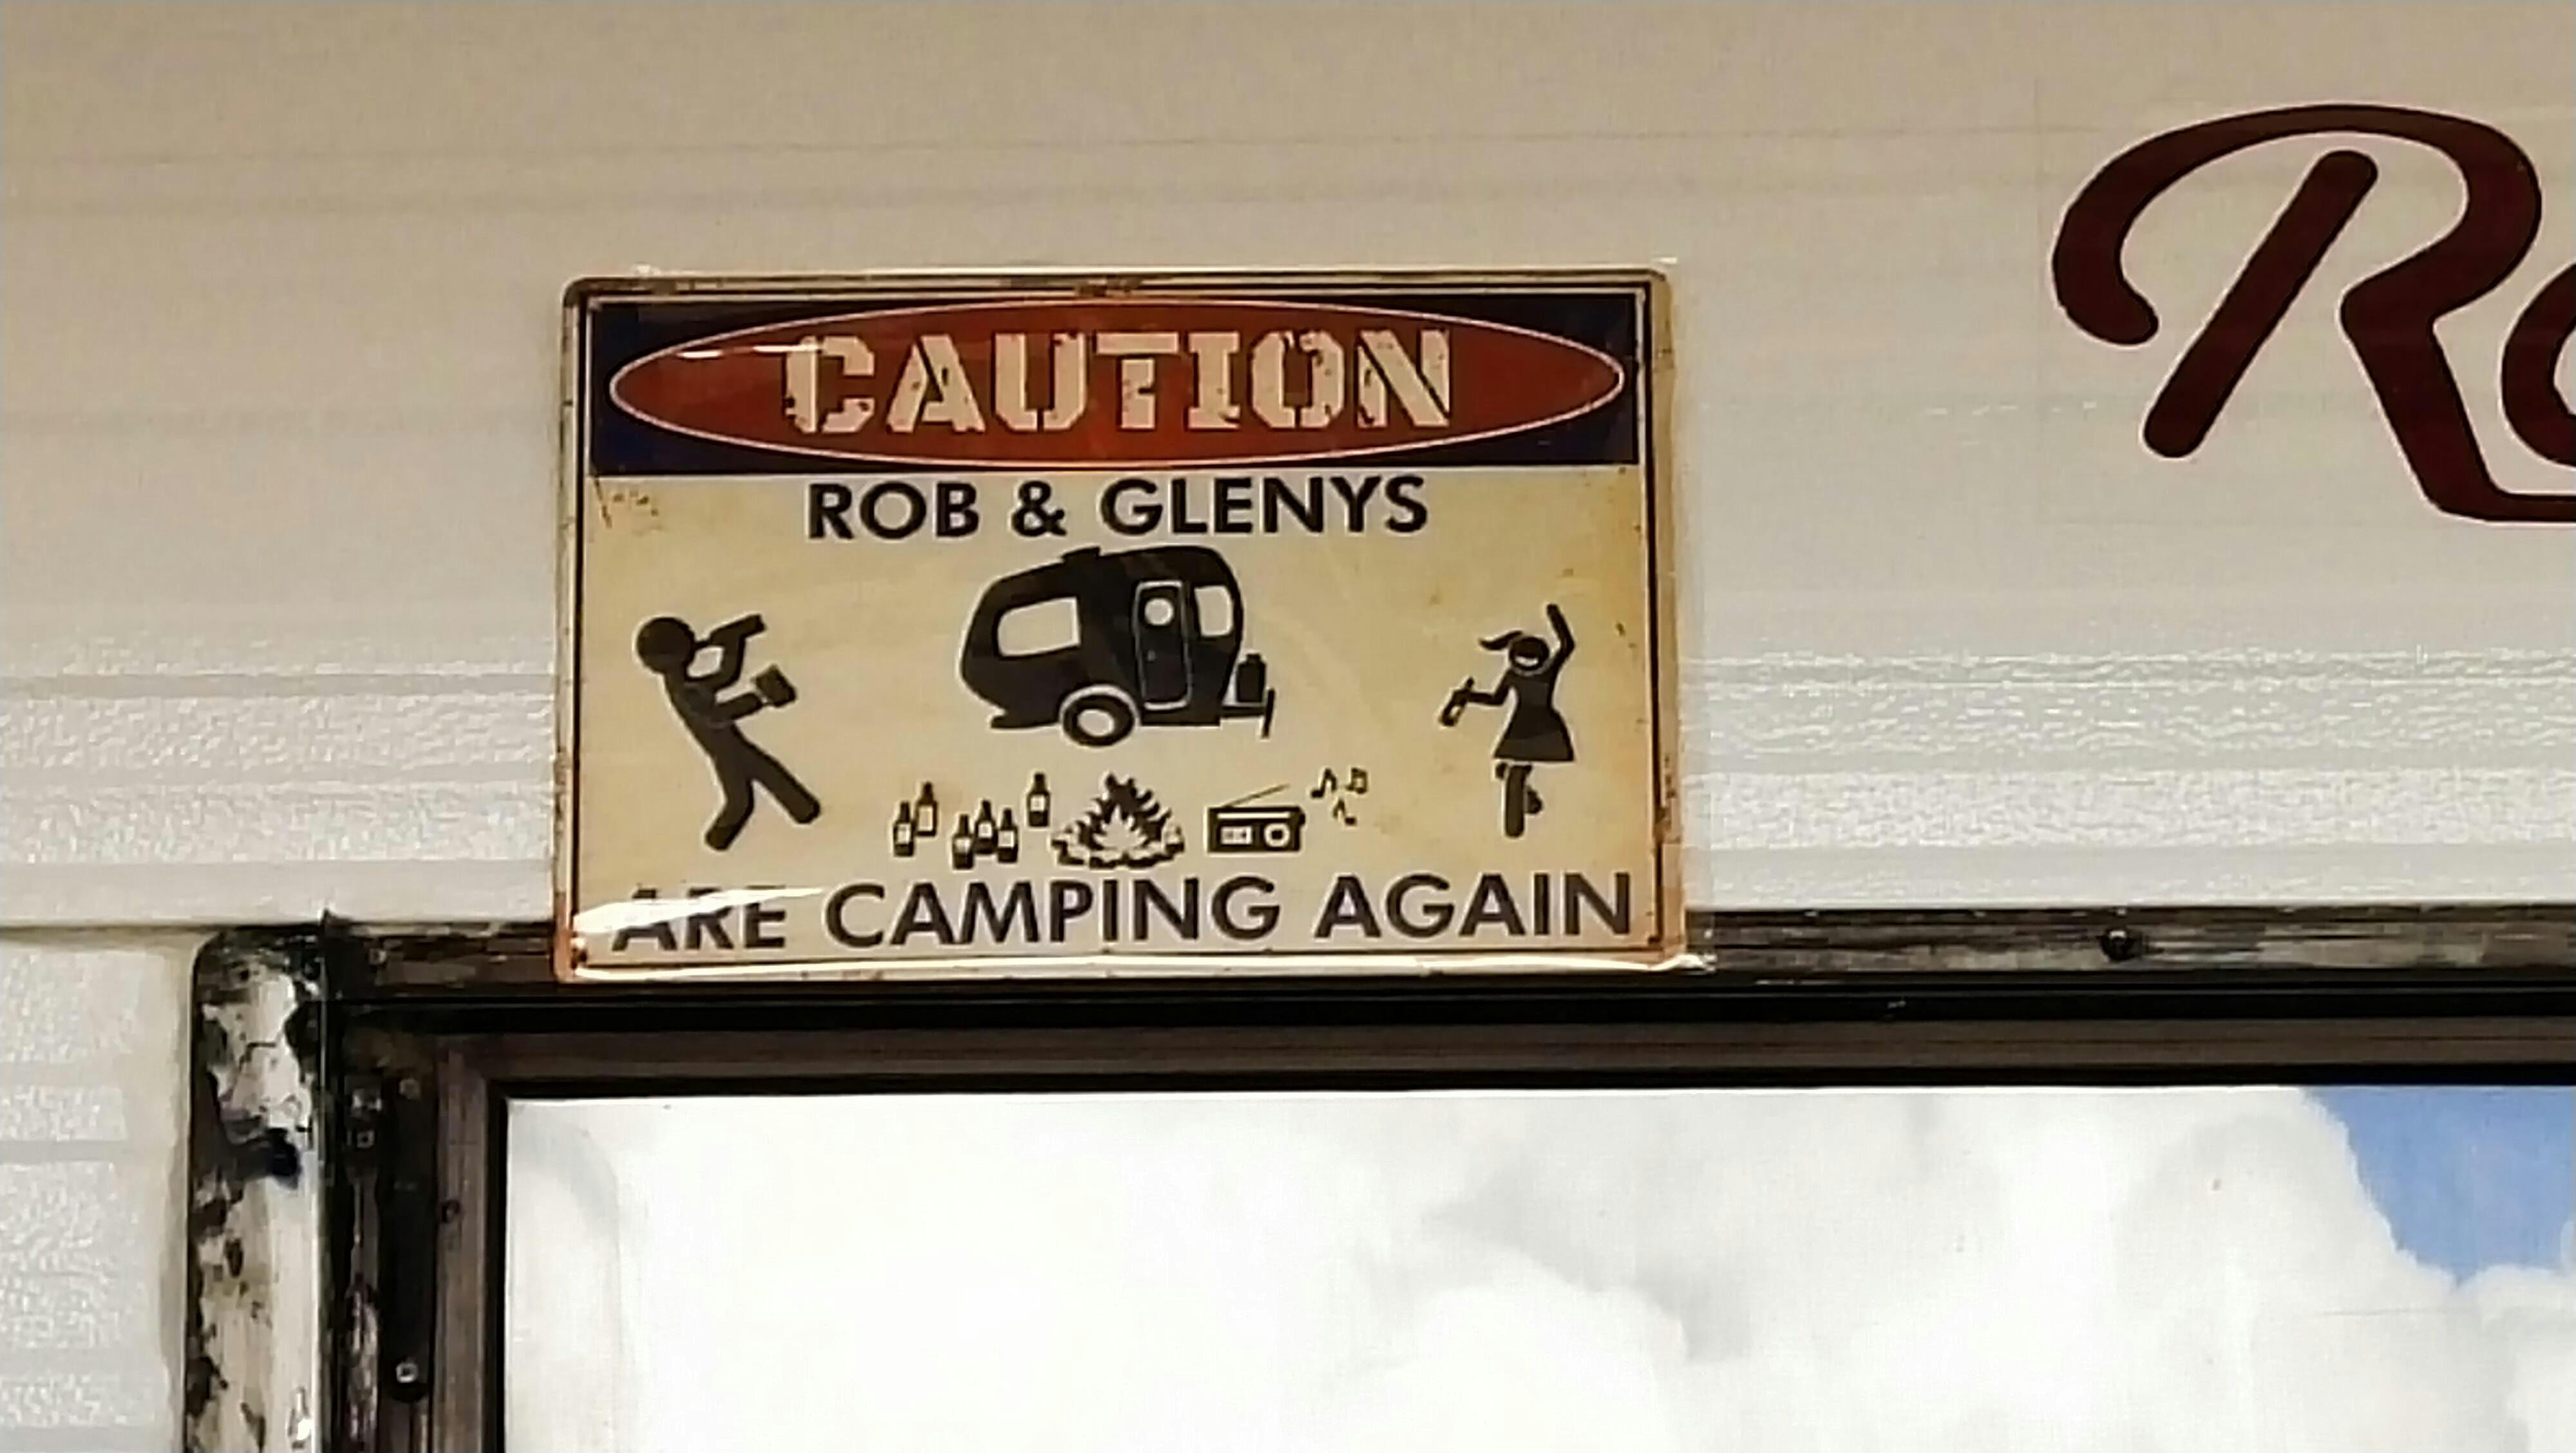 CAUTION
ROB & GLENYS
ARE CAMPING AGAIN